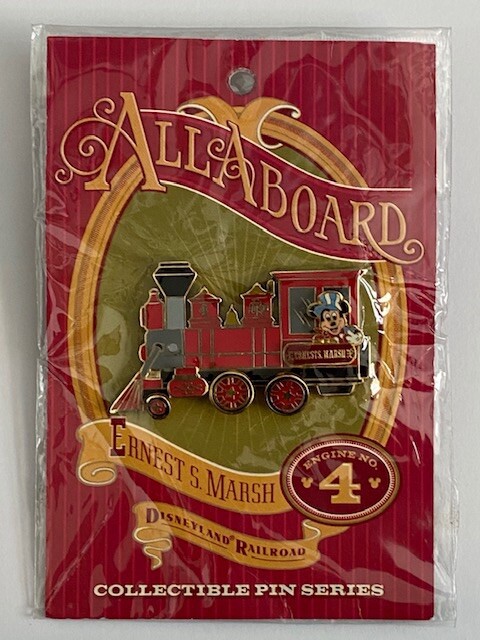 ALL ABOARD
E. ERNEST S. MARSH
ERNEST S. MARSH
ENGINE NO.
4
DISNEYLAND® RAILROAD
COLLECTIBLE PIN SERIES